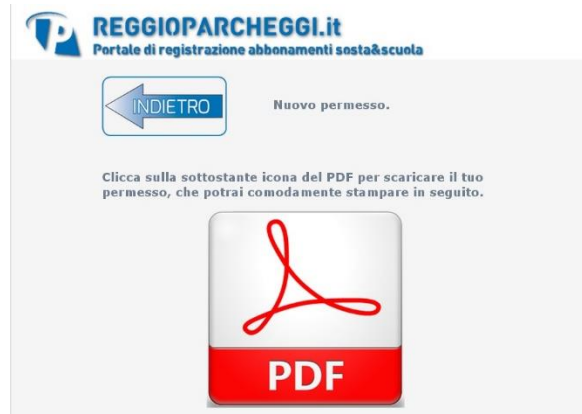 REGGIOPARCHEGGI.it
Portale di registrazione abbonamenti sosta&scuola
INDIETRO
Nuovo permesso.
Clicca sulla sottostante icona del PDF per scaricare il tuo
permesso, che potrai comodamente stampare in seguito.
PDF